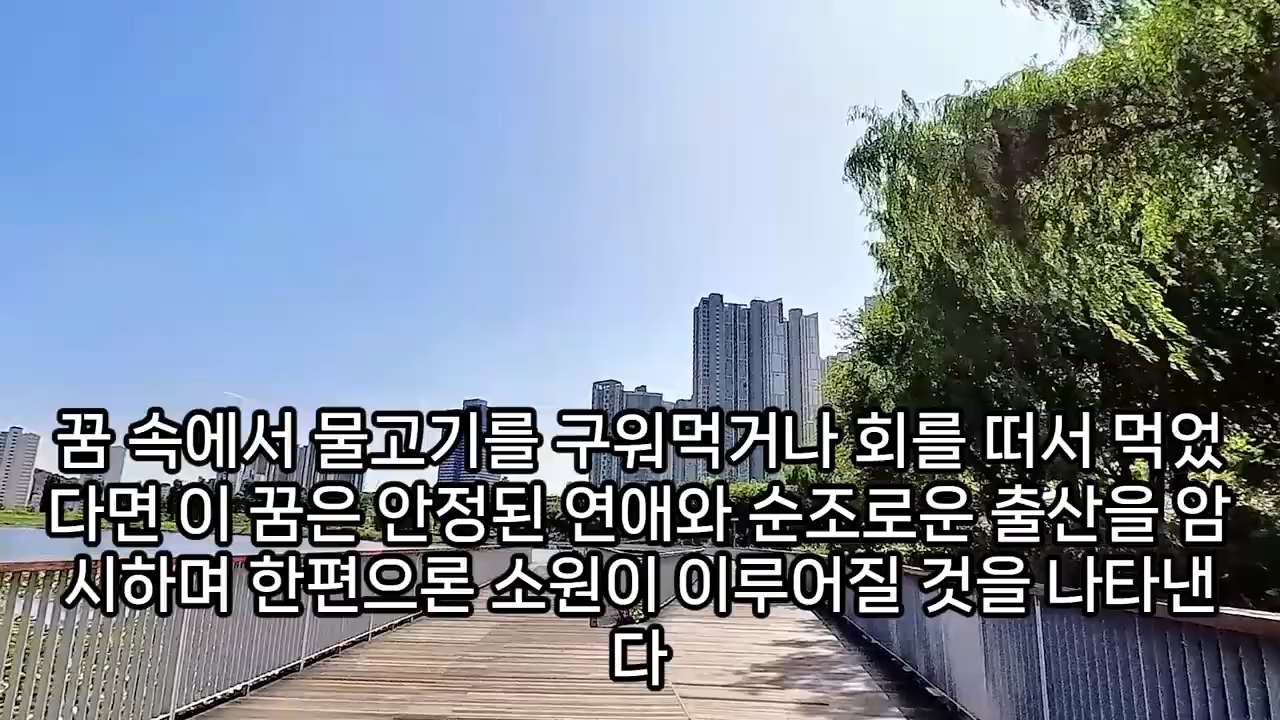 꿈 속에서 물고기를 구워먹거나 회를 떠서 먹었
다면 이 꿈은 안정된 연애와 순조로운 출산을 암
시하며 한편으론 소원이 이루어질 것을 나타낸
다